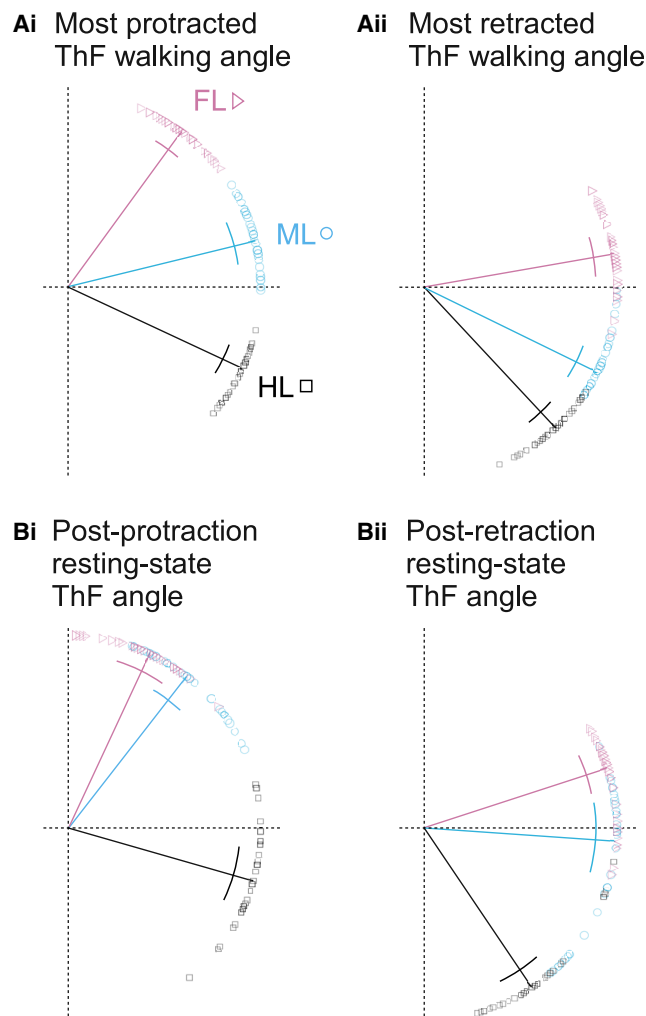 Ai Most protracted
ThF walking angle
FL
ML
HL
Aii Most retracted
ThF walking angle
Bi Post-protraction
resting-state
ThF angle
Bii Post-retraction
resting-state
ThF angle